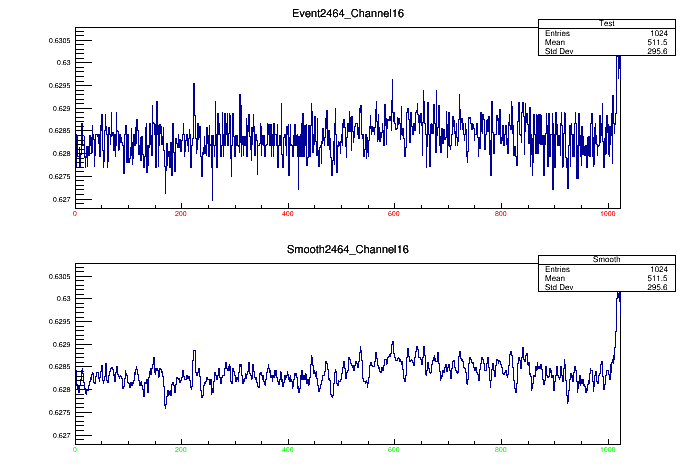 Event2464_Channel16
Test
Entries 1024
Mean 511.5
Std Dev 295.6
0.6305
0.63
0.6295
0.629
0.6285
0.628
0.6275
0.627
0 200 400 600 800 1000
Smooth2464_Channel16
Smooth
Entries 1024
Mean 511.5
Std Dev 295.6
0.6305
0.63
0.6295
0.629
0.6285
0.628
0.6275
0.627
0 200 400 600 800 1000